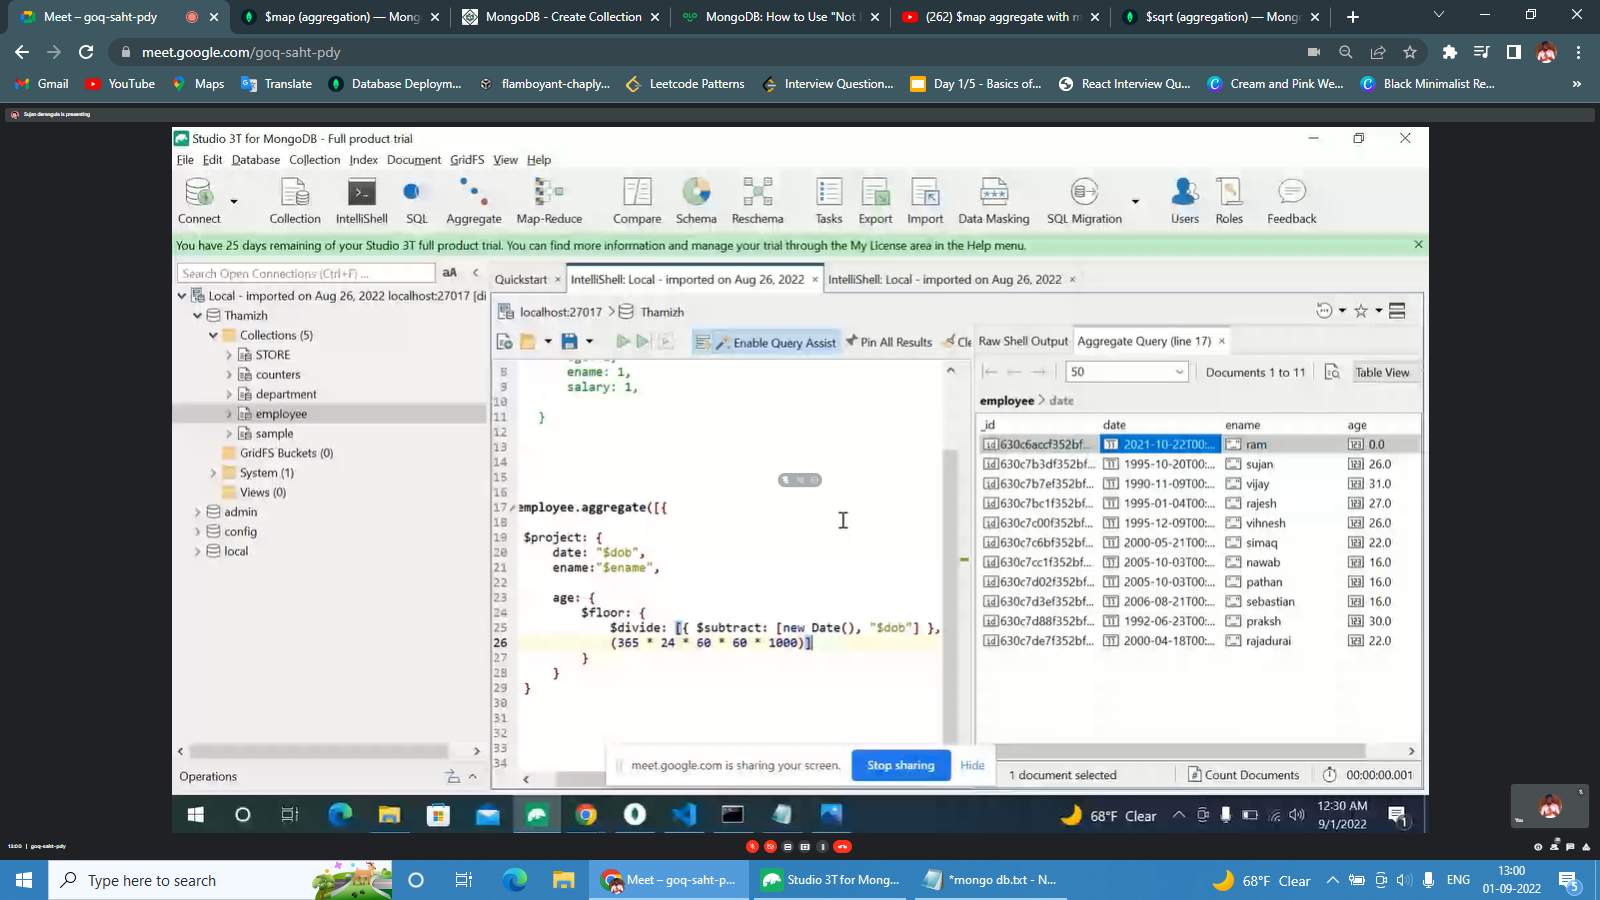 Meet – goq-saht-pdy
$map (aggregation) — Mong
MongoDB - Create Collection
MongoDB: How to Use "Not
(262) $map aggregate with m
$sqrt (aggregation) — Mong
meet.google.com/goq-saht-pdy
Gmail
YouTube
Maps
Translate
Database Deploym...
flamboyant-chaply...
Leetcode Patterns
Interview Question...
Day 1/5 - Basics of...
React Interview Qu...
Cream and Pink We...
Black Minimalist Re...
»
is presenting
Studio 3T for MongoDB - Full product trial
File Edit Database Collection Index Document GridFS View Help
Connect
Collection
IntelliShell
SQL
Aggregate
Map-Reduce
Compare
Schema
Reschema
Tasks
Export
Import
Data Masking
SQL Migration
Users
Roles
Feedback
You have 25 days remaining of your Studio 3T full product trial. You can find more information and manage your trial through the My License area in the Help menu.
Search Open Connections (Ctrl+F) ...
aA
Local - imported on Aug 26, 2022 localhost:27017 [di
Thamizh
Collections (5)
STORE
counters
department
employee
sample
GridFS Buckets (0)
System (1)
Views (0)
admin
config
local
Operations
Quickstart
IntelliShell: Local - imported on Aug 26, 2022
IntelliShell: Local - imported on Aug 26, 2022
localhost:27017
Thamizh
Enable Query Assist
Pin All Results
Cle
8 ename: 1,
9 salary: 1,
10
11 }
12
13
14
15
16
17 employee.aggregate([{
18
19 $project: {
20 date: "$dob",
21 ename:"$ename",
22
23 age: {
24 $floor: {
25 $divide: [{ $subtract: [new Date(), "$dob"] },
26 (365 * 24 * 60 * 60 * 1000)]
27 }
28 }
29 }
30
31
32
33
34
Raw Shell Output
Aggregate Query (line 17)
50
Documents 1 to 11
Table View
employee > date
_id date ename age
630c6accf352bf... 2021-10-22T00:... ram 0.0
630c7b3df352bf... 1995-10-20T00:... sujan 26.0
630c7b7ef352bf... 1990-11-09T00:... vijay 31.0
630c7bc1f352bf... 1995-01-04T00:... rajesh 27.0
630c7c00f352bf... 1995-12-09T00:... vihnesh 26.0
630c7c6bf352bf... 2000-05-21T00:... simaq 22.0
630c7cc1f352bf... 2005-10-03T00:... nawab 16.0
630c7d02f352bf... 2005-10-03T00:... pathan 16.0
630c7d3ef352bf... 2006-08-21T00:... sebastian 16.0
630c7d88f352bf... 1992-06-23T00:... praksh 30.0
630c7de7f352bf... 2000-04-18T00:... rajadurai 22.0
meet.google.com is sharing your screen.
Stop sharing
Hide
1 document selected
Count Documents
00:00:00.001
68°F Clear
12:30 AM
9/1/2022
1
You
13:00 | goq-saht-pdy
Type here to search
Meet – goq-saht-p...
Studio 3T for Mong...
*mongo db.txt - N...
68°F Clear
ENG
13:00
01-09-2022
5